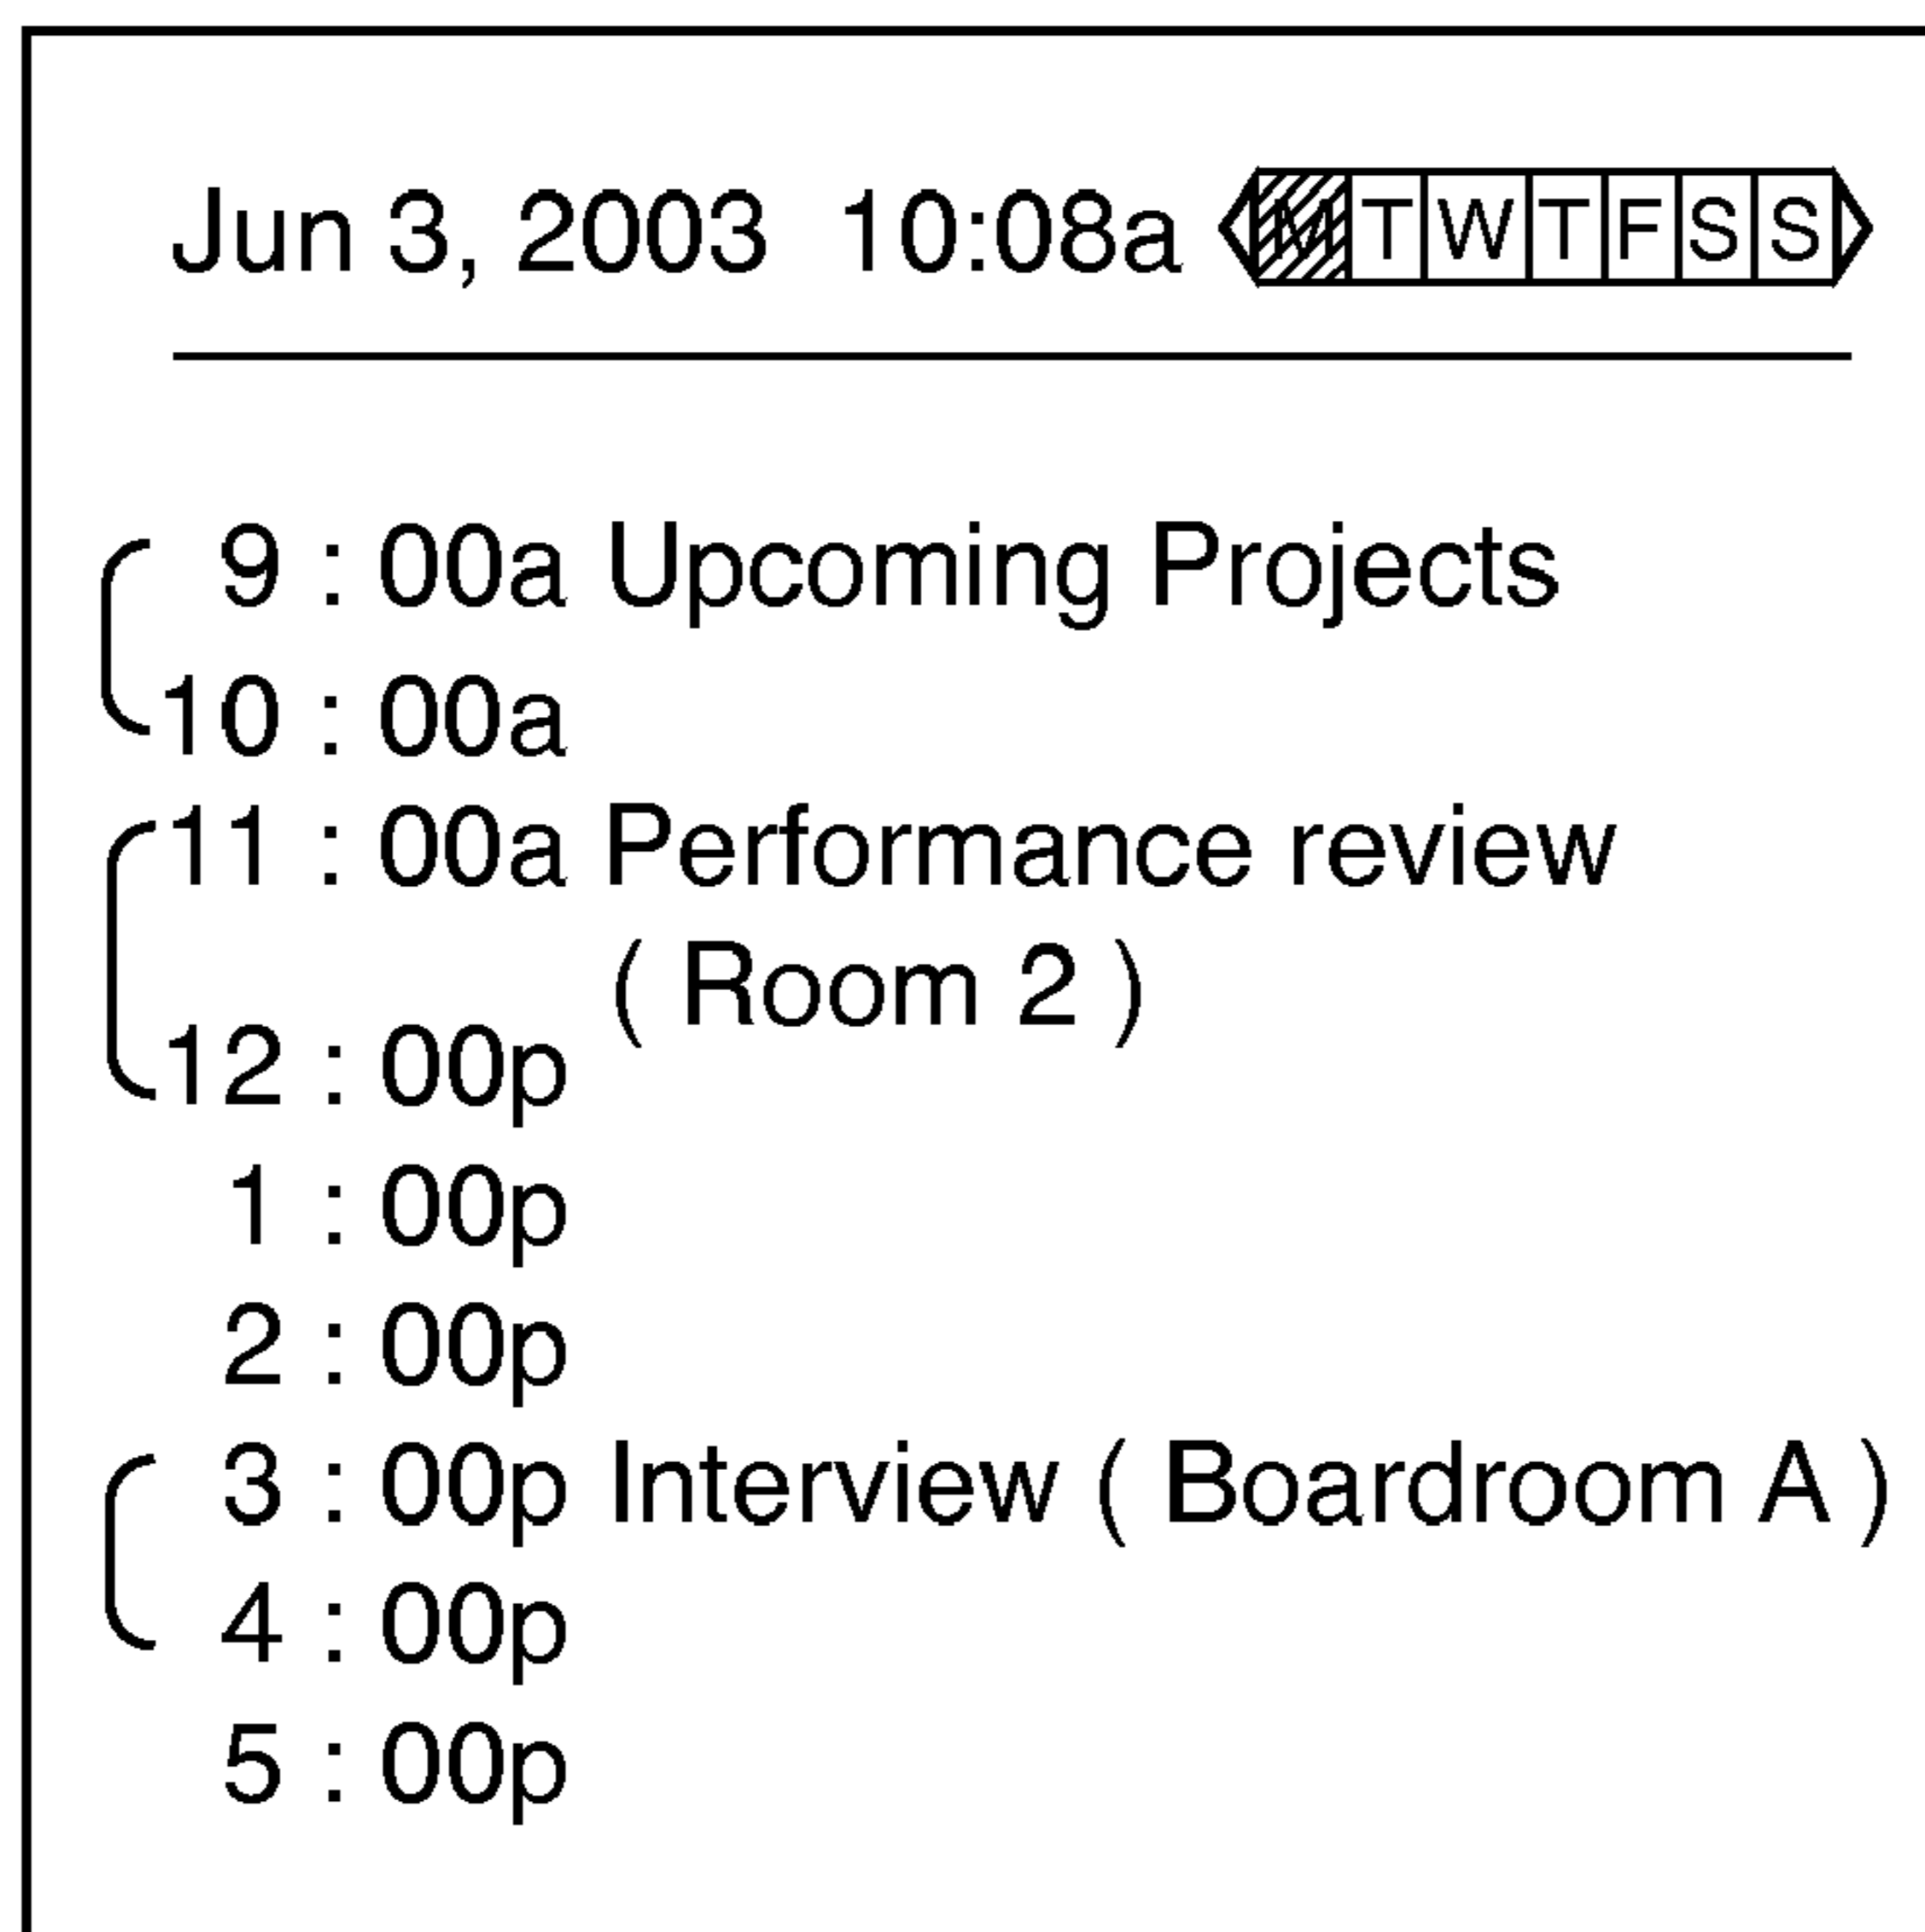 Jun 3, 2003 10:08a M T W T F S S
9 : 00a Upcoming Projects
10 : 00a
11 : 00a Performance review
( Room 2 )
12 : 00p
1 : 00p
2 : 00p
3 : 00p Interview ( Boardroom A )
4 : 00p
5 : 00p